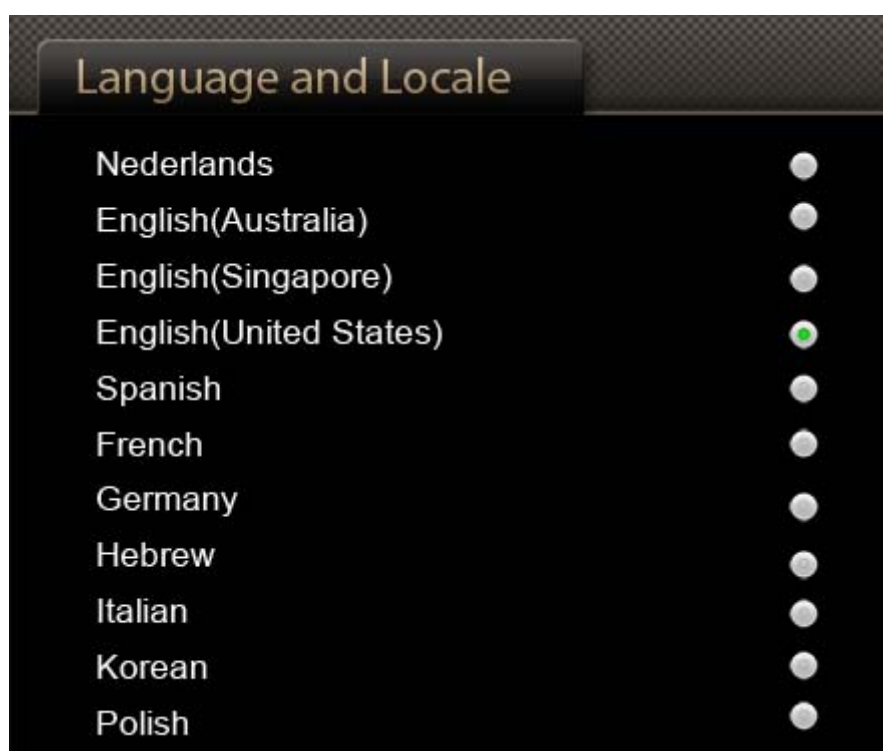 Language and Locale
Nederlands
English(Australia)
English(Singapore)
English(United States)
Spanish
French
Germany
Hebrew
Italian
Korean
Polish